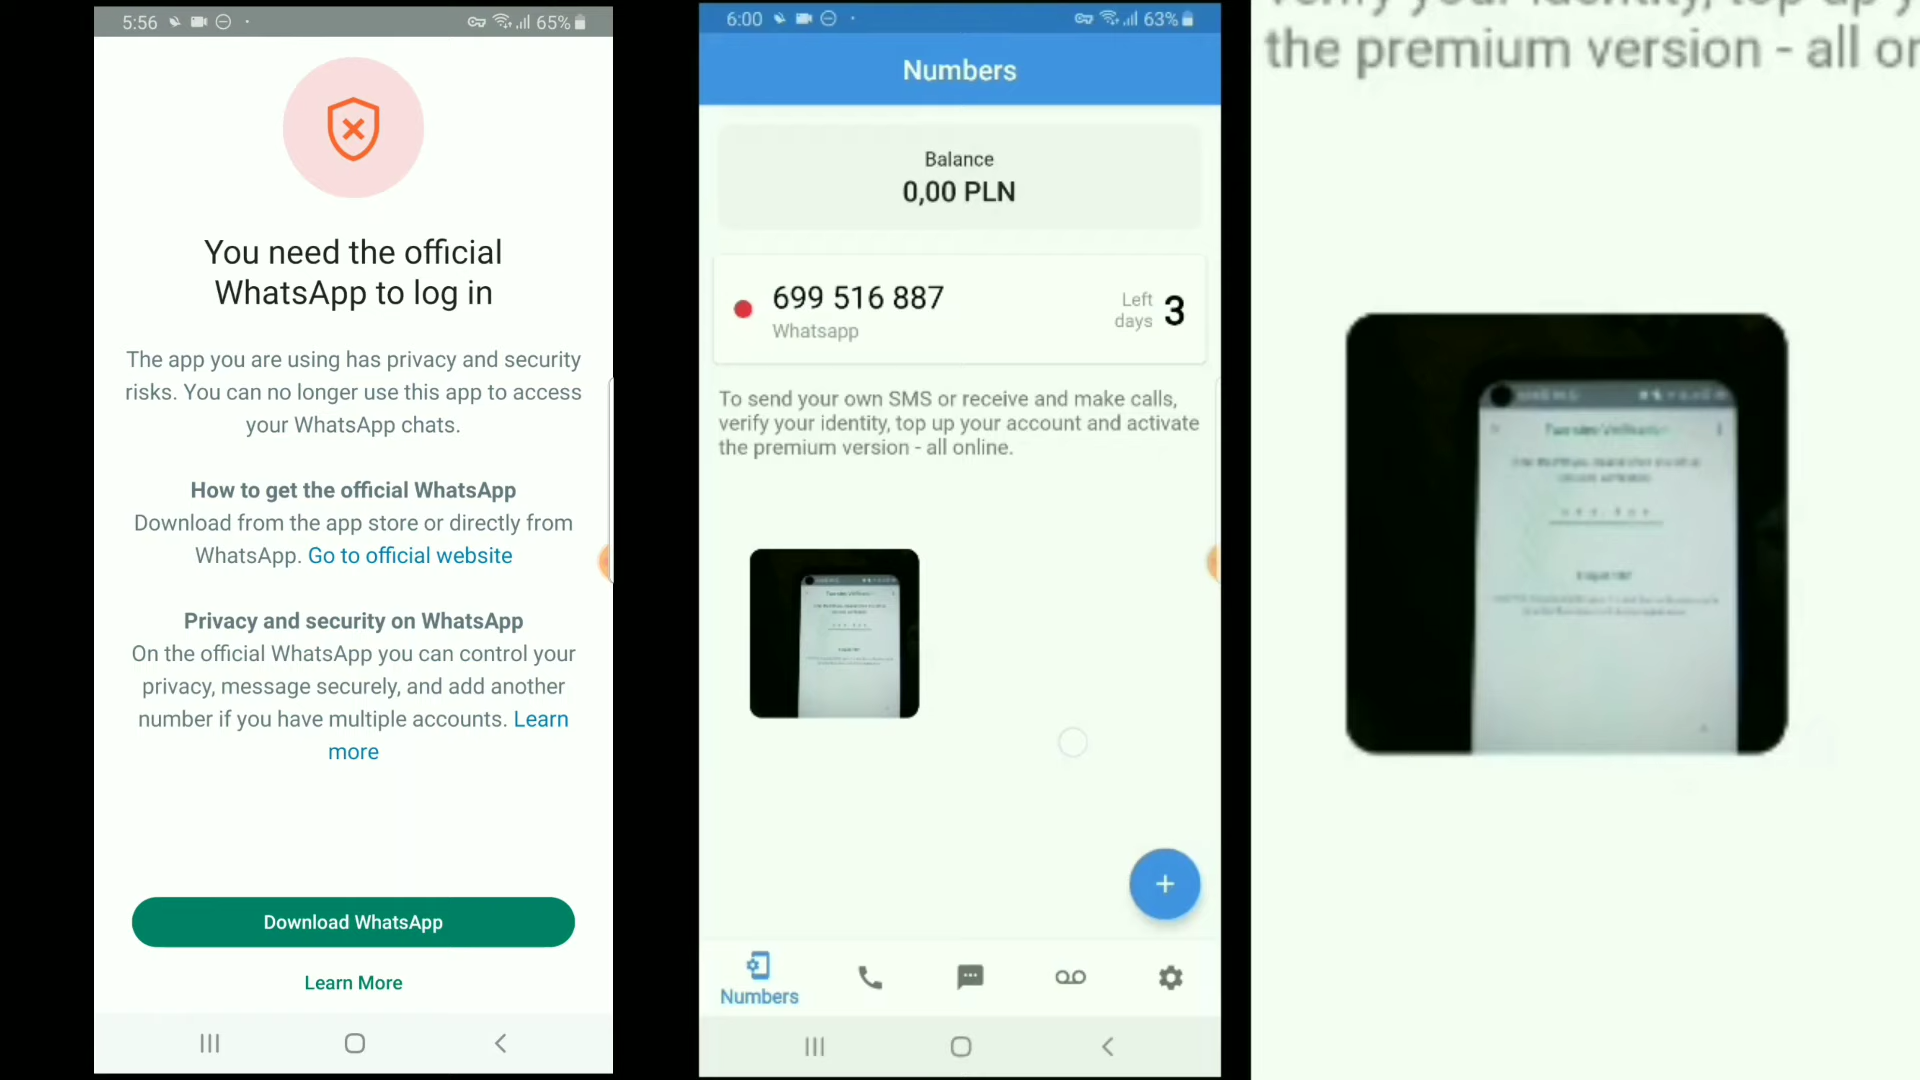 5:56
65%
You need the official
WhatsApp to log in
The app you are using has privacy and security
risks. You can no longer use this app to access
your WhatsApp chats.
How to get the official WhatsApp
Download from the app store or directly from
WhatsApp. Go to official website
Privacy and security on WhatsApp
On the official WhatsApp you can control your
privacy, message securely, and add another
number if you have multiple accounts. Learn
more
Download WhatsApp
Learn More
6:00
63%
Numbers
Balance
0,00 PLN
699 516 887
Whatsapp
Left
days
3
To send your own SMS or receive and make calls,
verify your identity, top up your account and activate
the premium version - all online.
Numbers
verify your identity, top up y
the premium version - all or